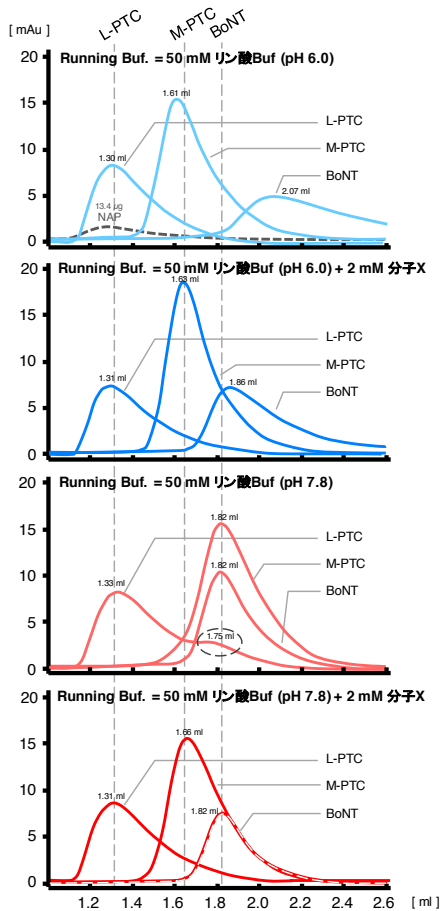 [ mAu ]
L-PTC
M-PTC
BoNT
Running Buf. = 50 mM リン酸Buf (pH 6.0)
20
15
10
5
0
1.30 ml
1.61 ml
2.07 ml
13.4 µg
NAP
L-PTC
M-PTC
BoNT
Running Buf. = 50 mM リン酸Buf (pH 6.0) + 2 mM 分子X
20
15
10
5
0
1.31 ml
1.63 ml
1.86 ml
L-PTC
M-PTC
BoNT
Running Buf. = 50 mM リン酸Buf (pH 7.8)
20
15
10
5
0
1.33 ml
1.82 ml
1.82 ml
1.75 ml
L-PTC
M-PTC
BoNT
Running Buf. = 50 mM リン酸Buf (pH 7.8) + 2 mM 分子X
20
15
10
5
0
1.31 ml
1.66 ml
1.82 ml
L-PTC
M-PTC
BoNT
1.2 1.4 1.6 1.8 2.0 2.2 2.4 2.6 [ ml ]